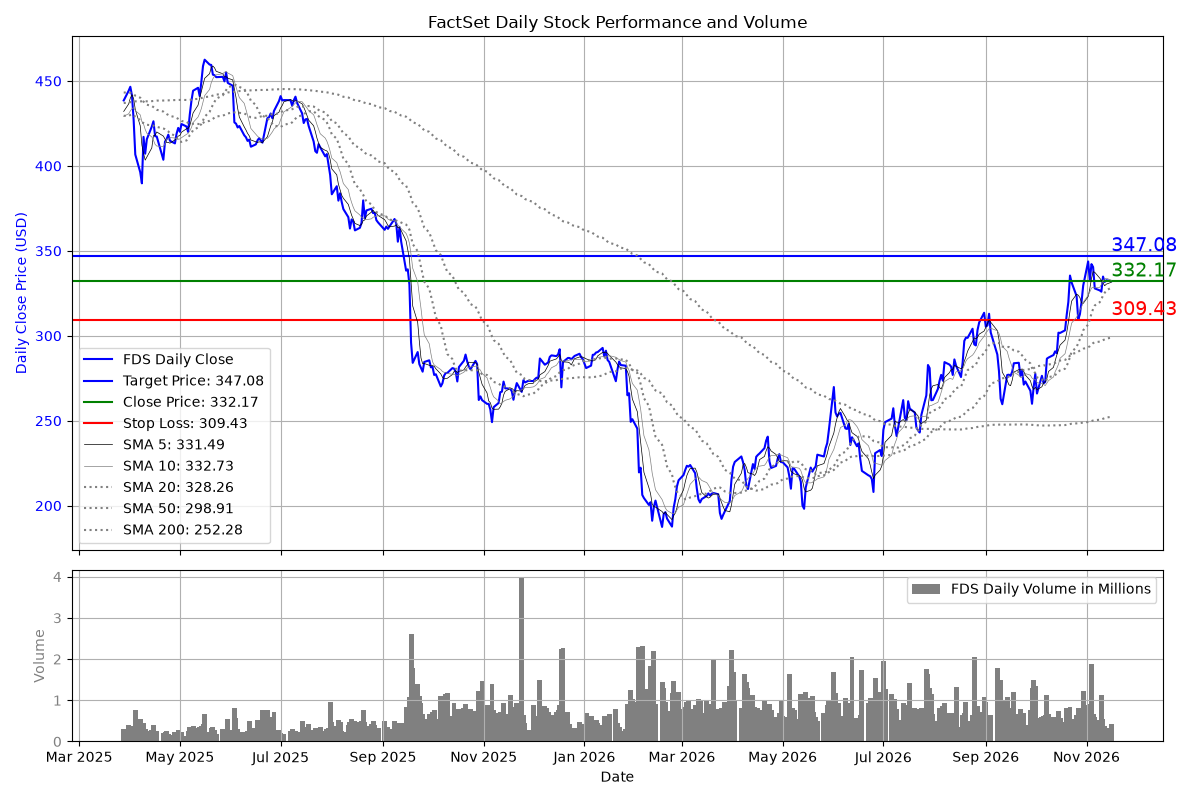 FactSet Daily Stock Performance and Volume
Daily Close Price (USD)
450
400
350
300
250
200
347.08
332.17
309.43
FDS Daily Close
Target Price: 347.08
Close Price: 332.17
Stop Loss: 309.43
SMA 5: 331.49
SMA 10: 332.73
SMA 20: 328.26
SMA 50: 298.91
SMA 200: 252.28
Volume
4
3
2
1
0
FDS Daily Volume in Millions
Mar 2025 May 2025 Jul 2025 Sep 2025 Nov 2025 Jan 2026 Mar 2026 May 2026 Jul 2026 Sep 2026 Nov 2026
Date